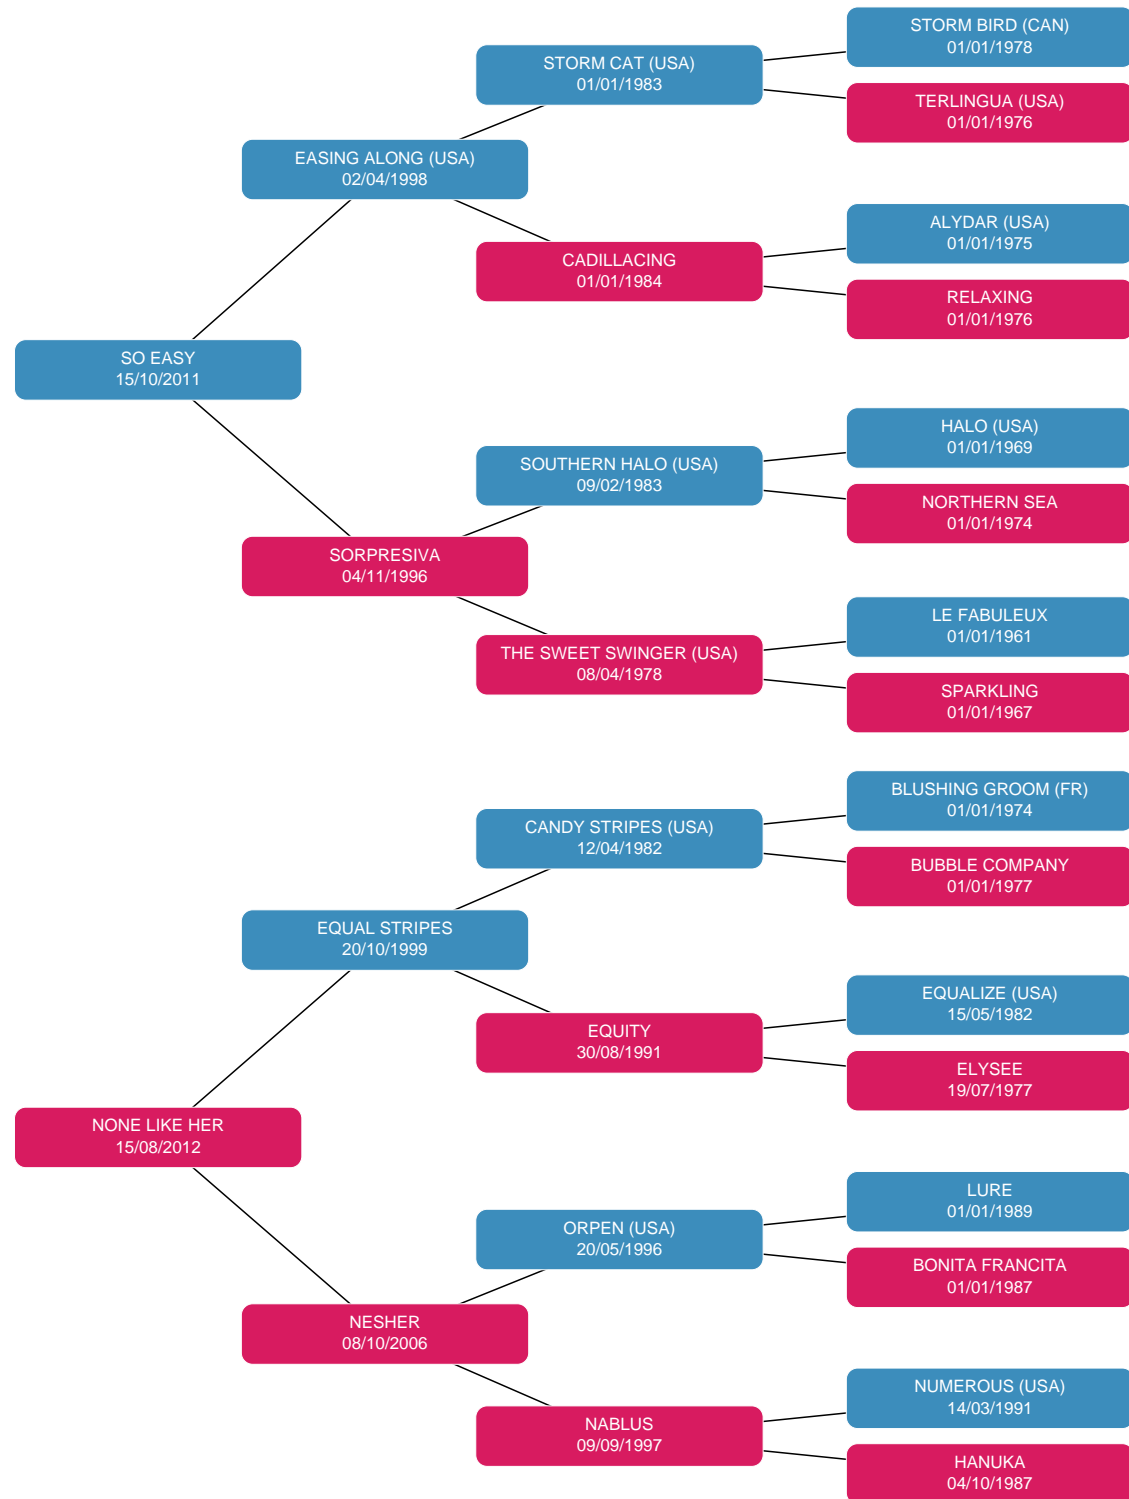 STORM BIRD (CAN)
01/01/1978
STORM CAT (USA)
01/01/1983
TERLINGUA (USA)
01/01/1976
EASING ALONG (USA)
02/04/1998
ALYDAR (USA)
01/01/1975
CADILLACING
01/01/1984
RELAXING
01/01/1976
SO EASY
15/10/2011
HALO (USA)
01/01/1969
SOUTHERN HALO (USA)
09/02/1983
NORTHERN SEA
01/01/1974
SORPRESIVA
04/11/1996
LE FABULEUX
01/01/1961
THE SWEET SWINGER (USA)
08/04/1978
SPARKLING
01/01/1967
BLUSHING GROOM (FR)
01/01/1974
CANDY STRIPES (USA)
12/04/1982
BUBBLE COMPANY
01/01/1977
EQUAL STRIPES
20/10/1999
EQUALIZE (USA)
15/05/1982
EQUITY
30/08/1991
ELYSEE
19/07/1977
NONE LIKE HER
15/08/2012
LURE
01/01/1989
ORPEN (USA)
20/05/1996
BONITA FRANCITA
01/01/1987
NESHER
08/10/2006
NUMEROUS (USA)
14/03/1991
NABLUS
09/09/1997
HANUKA
04/10/1987